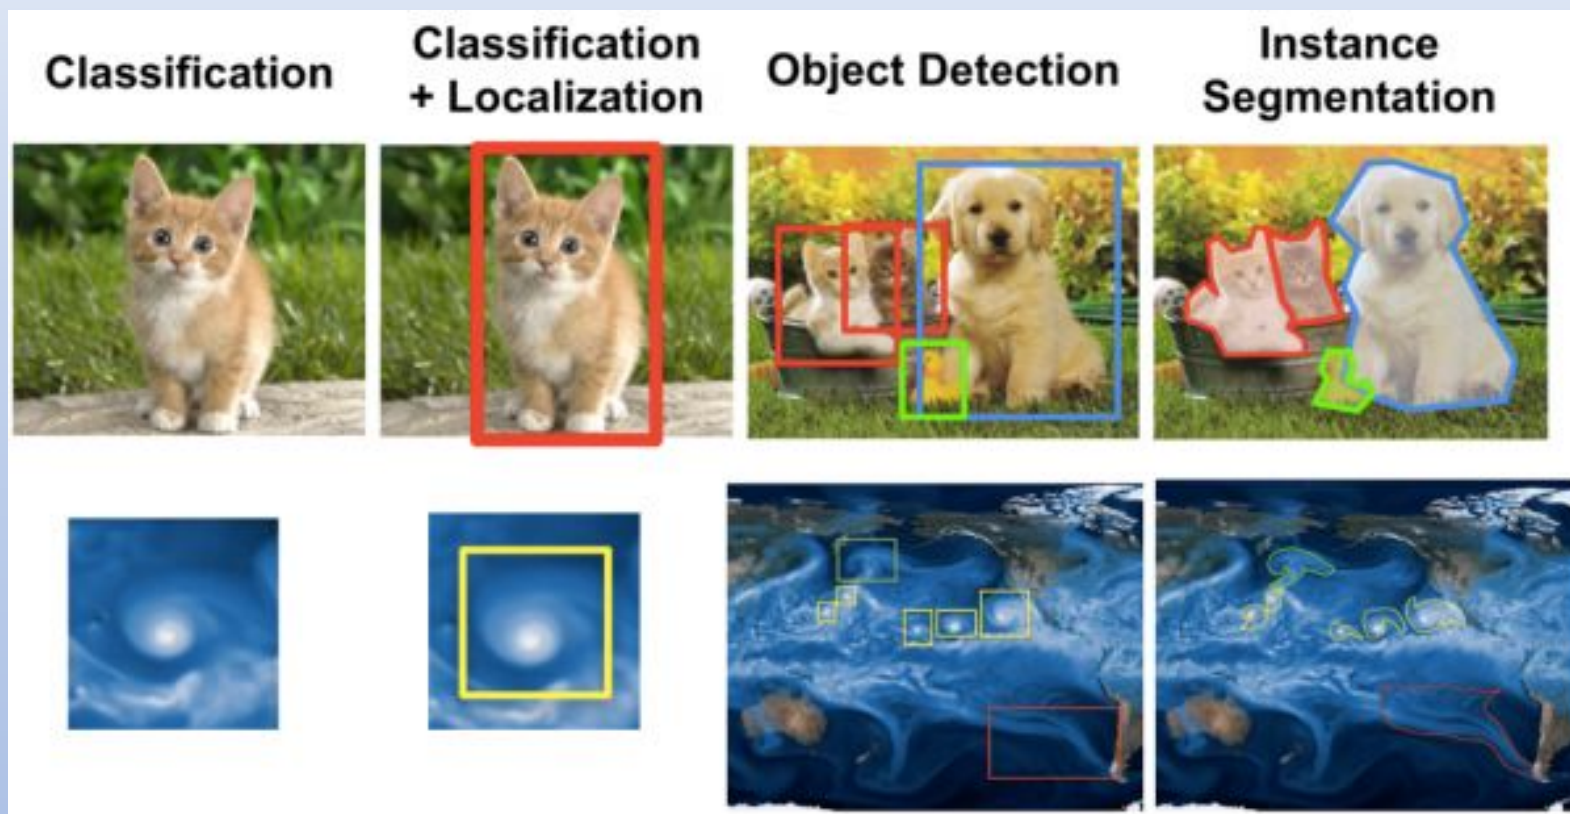 Classification
Classification
+ Localization
Object Detection
Instance
Segmentation